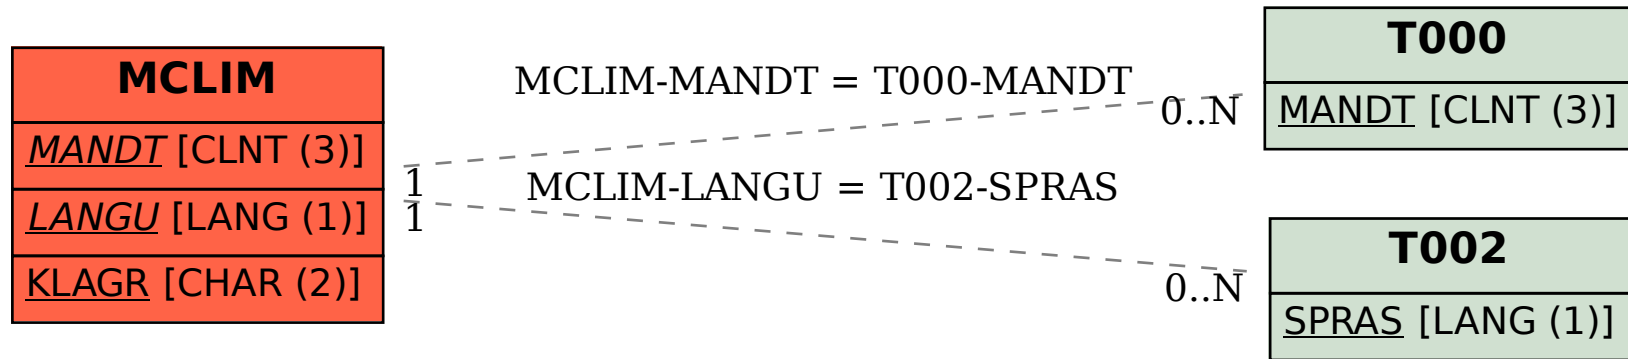 MCLIM
MANDT [CLNT (3)]
LANGU [LANG (1)]
KLAGR [CHAR (2)]
MCLIM-MANDT = T000-MANDT
0..N
1
MCLIM-LANGU = T002-SPRAS
1
0..N
T000
MANDT [CLNT (3)]
T002
SPRAS [LANG (1)]